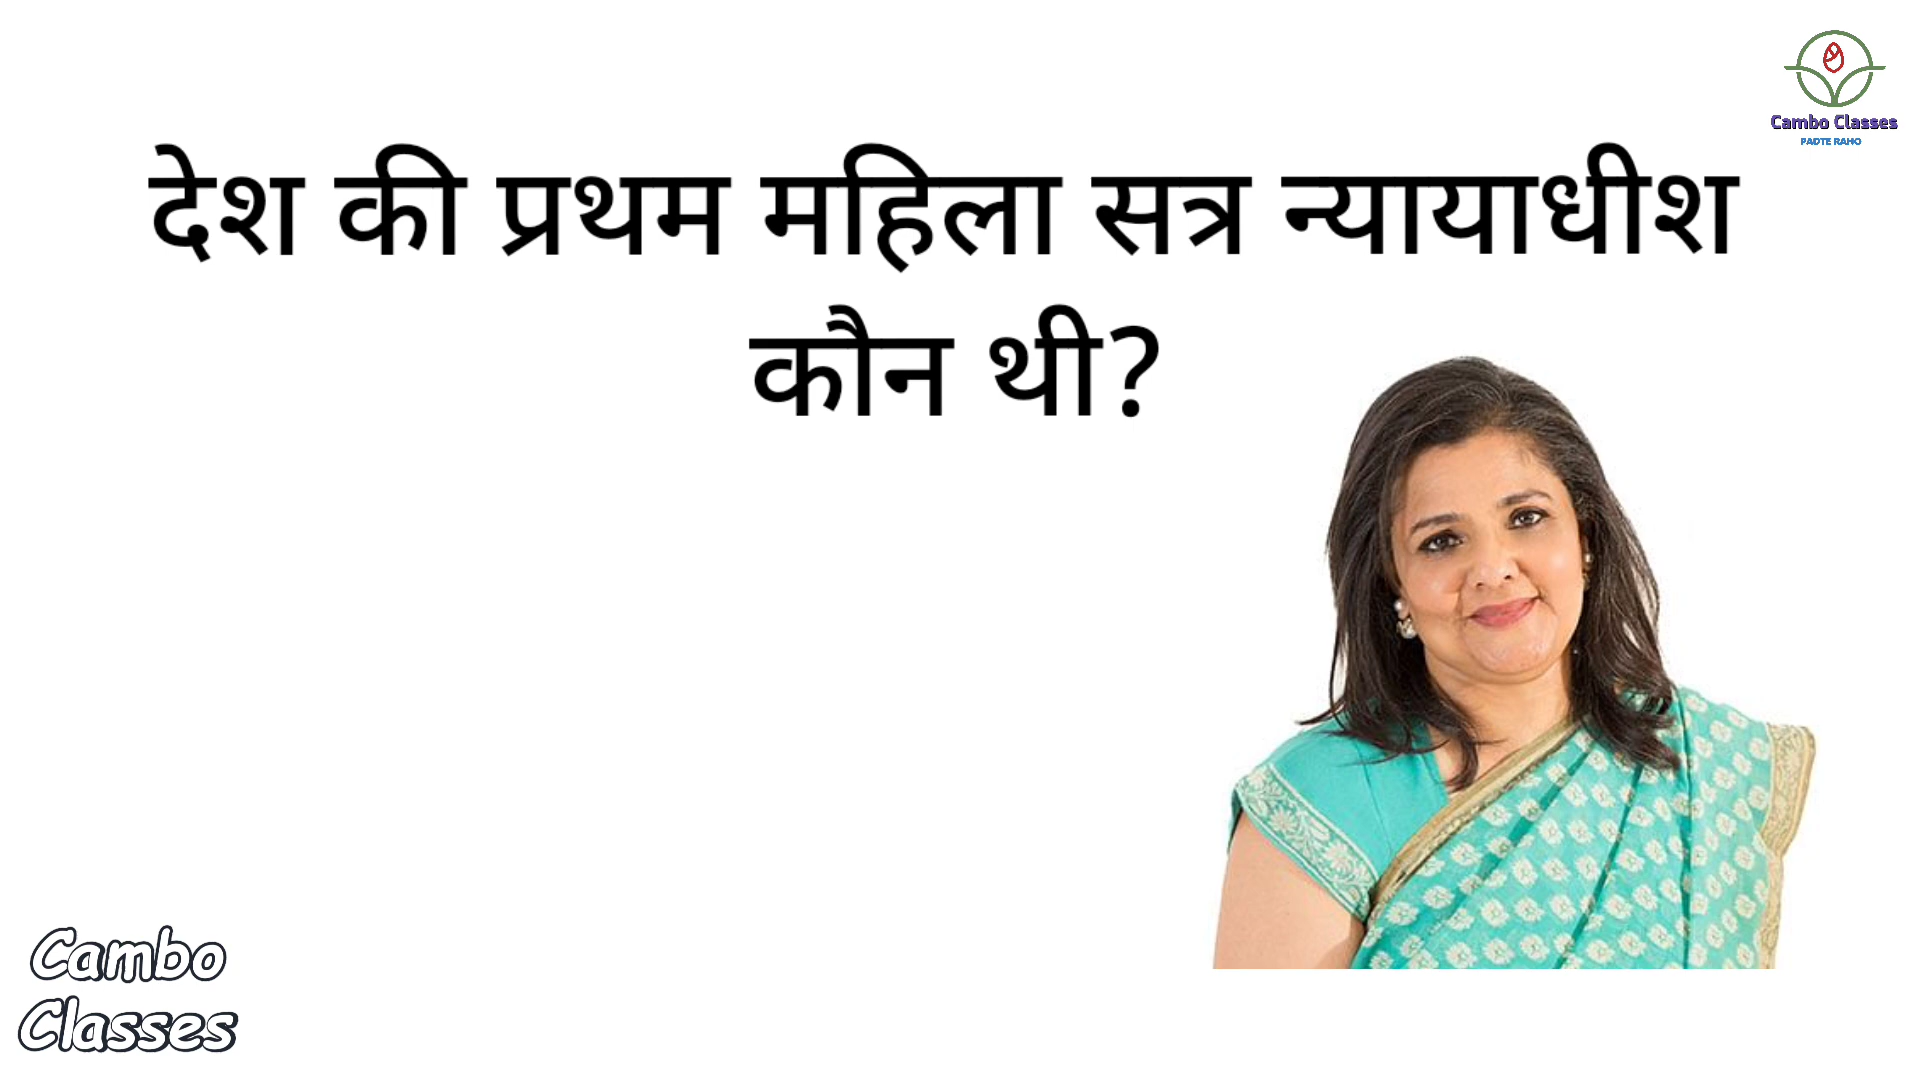 Cambo Classes
PADTE RAHO
देश की प्रथम महिला सत्र न्यायाधीश
कौन थी?
Cambo
Classes